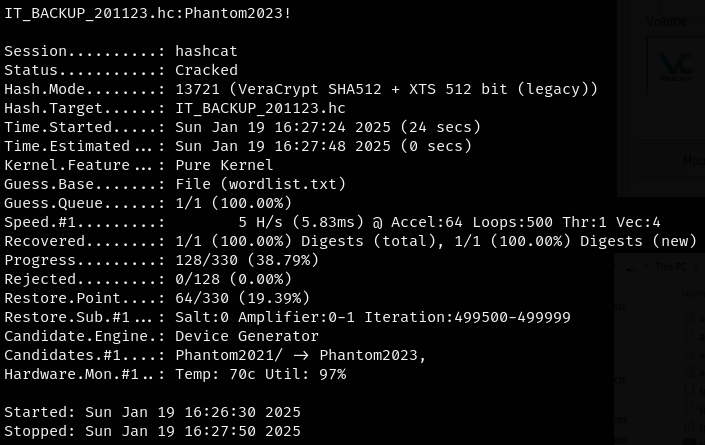 IT_BACKUP_201123.hc:Phantom2023!
Session..........: hashcat
Status...........: Cracked
Hash.Mode........: 13721 (VeraCrypt SHA512 + XTS 512 bit (legacy))
Hash.Target......: IT_BACKUP_201123.hc
Time.Started.....: Sun Jan 19 16:27:24 2025 (24 secs)
Time.Estimated...: Sun Jan 19 16:27:48 2025 (0 secs)
Kernel.Feature...: Pure Kernel
Guess.Base.......: File (wordlist.txt)
Guess.Queue......: 1/1 (100.00%)
Speed.#1.........:        5 H/s (5.83ms) @ Accel:64 Loops:500 Thr:1 Vec:4
Recovered........: 1/1 (100.00%) Digests (total), 1/1 (100.00%) Digests (new)
Progress.........: 128/330 (38.79%)
Rejected.........: 0/128 (0.00%)
Restore.Point....: 64/330 (19.39%)
Restore.Sub.#1...: Salt:0 Amplifier:0-1 Iteration:499500-499999
Candidate.Engine.: Device Generator
Candidates.#1....: Phantom2021/ -> Phantom2023,
Hardware.Mon.#1..: Temp: 70c Util: 97%
Started: Sun Jan 19 16:26:30 2025
Stopped: Sun Jan 19 16:27:50 2025
Volume
This PC